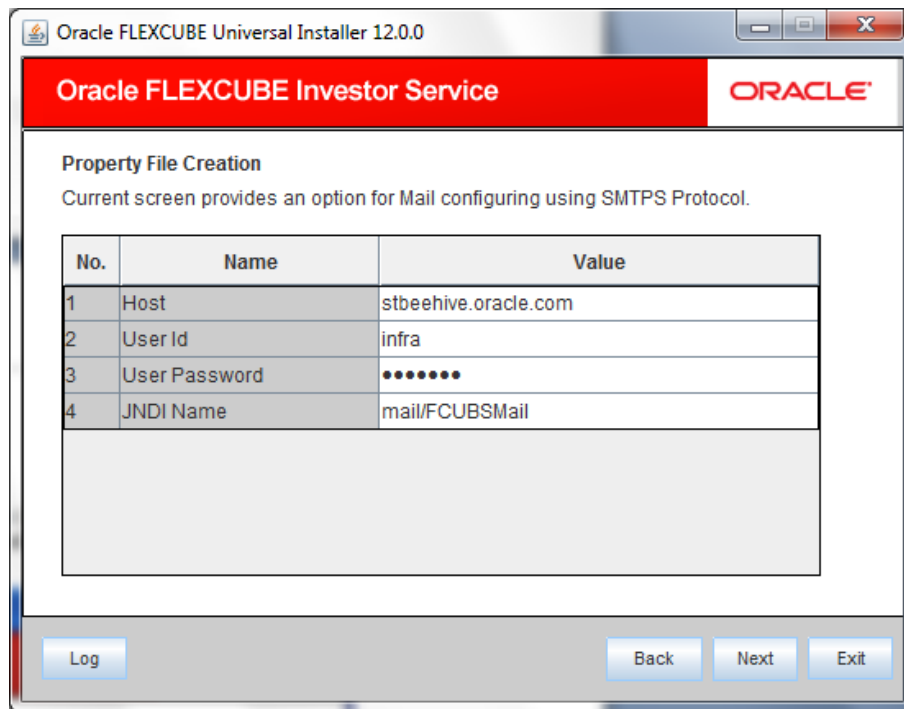 Oracle FLEXCUBE Universal Installer 12.0.0
Oracle FLEXCUBE Investor Service
ORACLE
Property File Creation
Current screen provides an option for Mail configuring using SMTPS Protocol.
No. Name Value
1 Host stbeehive.oracle.com
2 User Id infra
3 User Password •••••••
4 JNDI Name mail/FCUBSMail
Log Back Next Exit